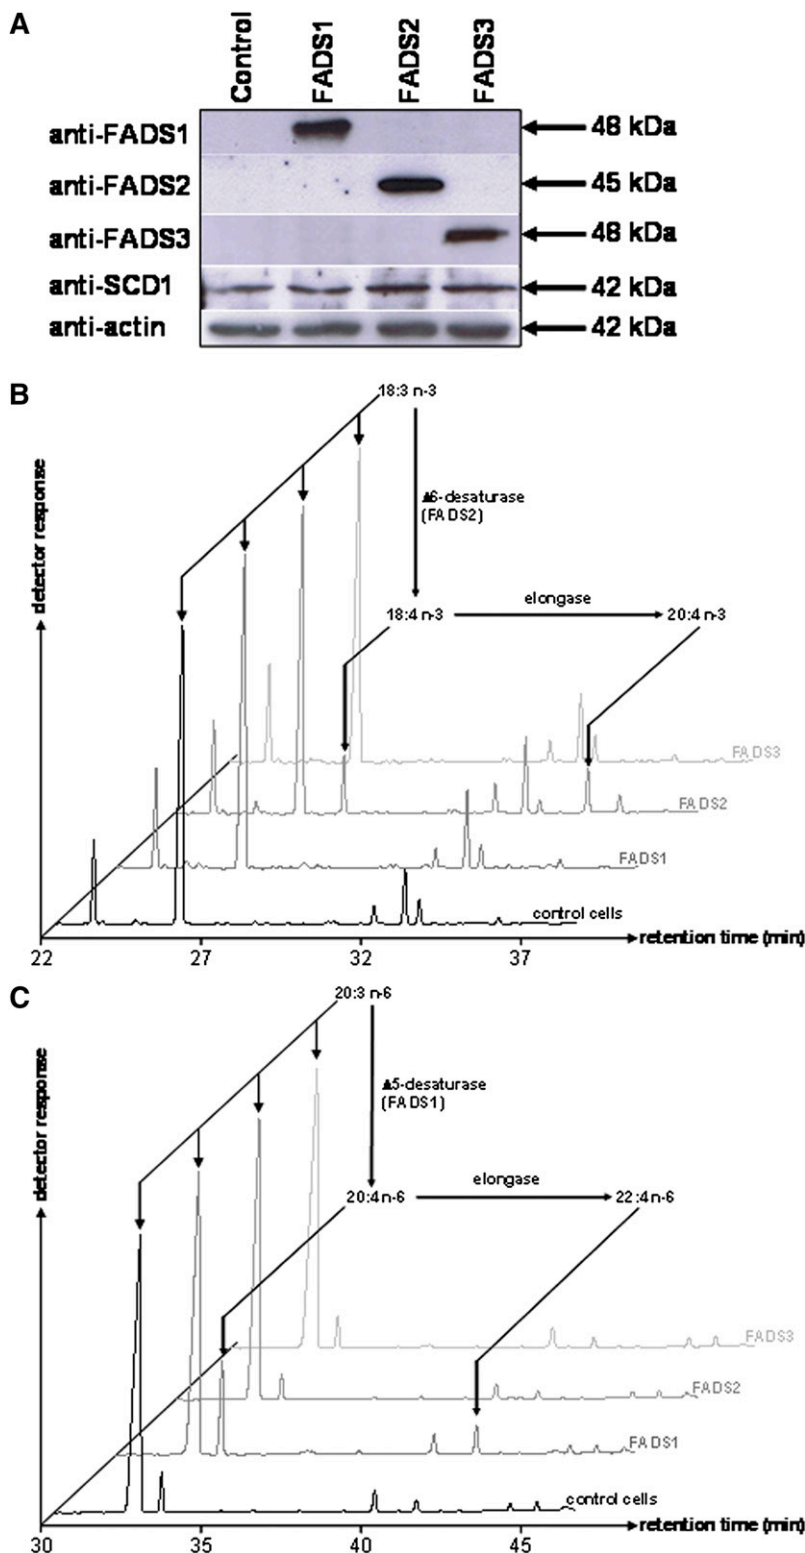 A
Control FADS1 FADS2 FADS3
anti-FADS1 48 kDa
anti-FADS2 45 kDa
anti-FADS3 48 kDa
anti-SCD1 42 kDa
anti-actin 42 kDa
B
18:3 n-3
Δ6-desaturase
(FADS2)
elongase
18:4 n-3 20:4 n-3
detector response
FADS3
FADS2
FADS1
control cells
retention time (min)
22 27 32 37
C
20:3 n-6
Δ5-desaturase
(FADS1)
elongase
20:4n-6 22:4n-6
detector response
FADS3
FADS2
FADS1
control cells
retention time (min)
30 35 40 45